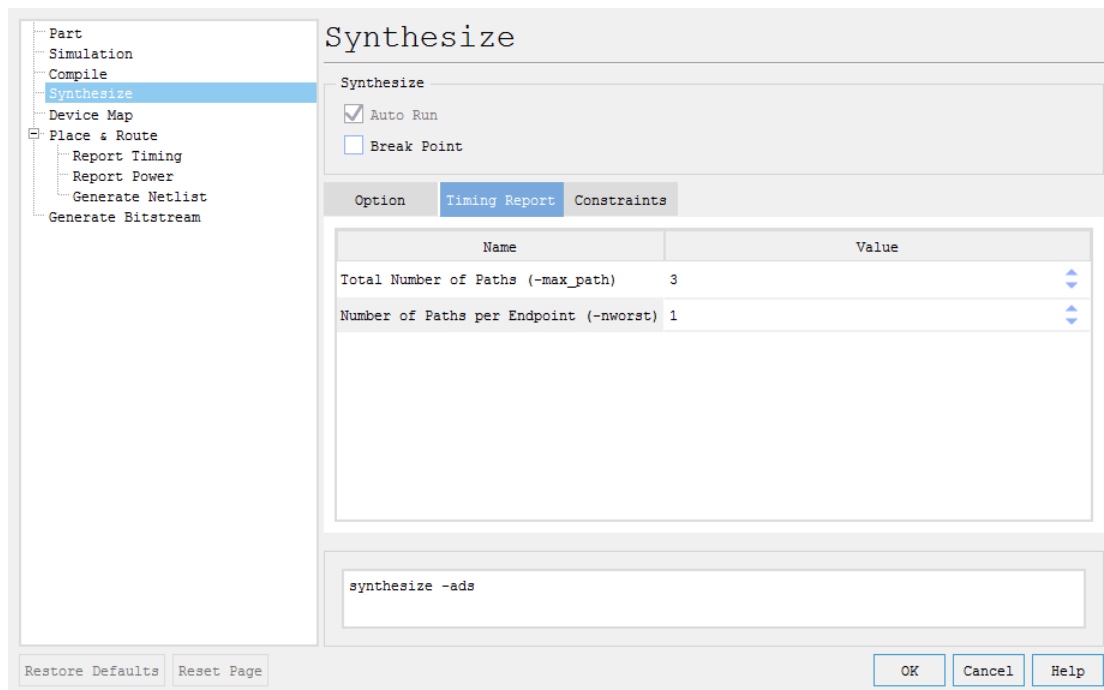 Part
Simulation
Compile
Synthesize
Device Map
Place & Route
Report Timing
Report Power
Generate Netlist
Generate Bitstream
Synthesize
Synthesize
Auto Run
Break Point
Option Timing Report Constraints
Name Value
Total Number of Paths (-max_path) 3
Number of Paths per Endpoint (-nworst) 1
synthesize -ads
Restore Defaults Reset Page OK Cancel Help